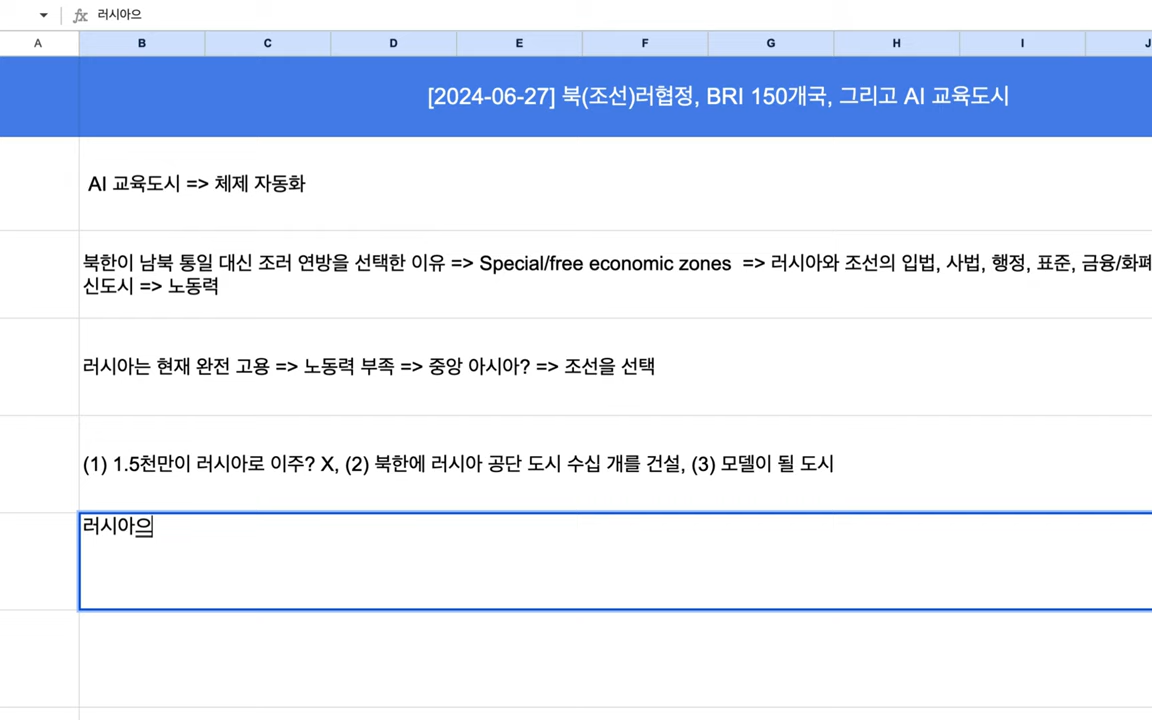 fx 러시아으
A B C D E F G H I J
[2024-06-27] 북(조선)러협정, BRI 150개국, 그리고 AI 교육도시
AI 교육도시 => 체제 자동화
북한이 남북 통일 대신 조러 연방을 선택한 이유 => Special/free economic zones => 러시아와 조선의 입법, 사법, 행정, 표준, 금융/화폐
신도시 => 노동력
러시아는 현재 완전 고용 => 노동력 부족 => 중앙 아시아? => 조선을 선택
(1) 1.5천만이 러시아로 이주? X, (2) 북한에 러시아 공단 도시 수십 개를 건설, (3) 모델이 될 도시
러시아으